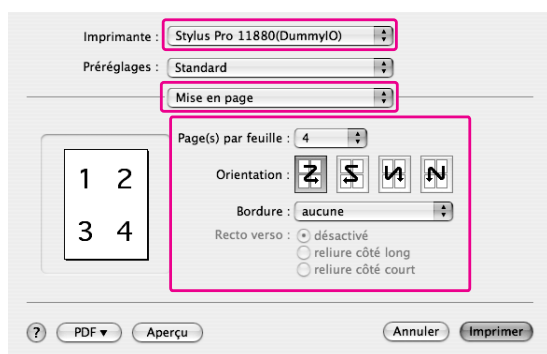 Imprimante : Stylus Pro 11880(DummyIO)
Préréglages : Standard
Mise en page
Page(s) par feuille : 4
1 2
Orientation :
3 4
Bordure : aucune
Recto verso : désactivé
reliure côté long
reliure côté court
? PDF ▼ Aperçu Annuler Imprimer